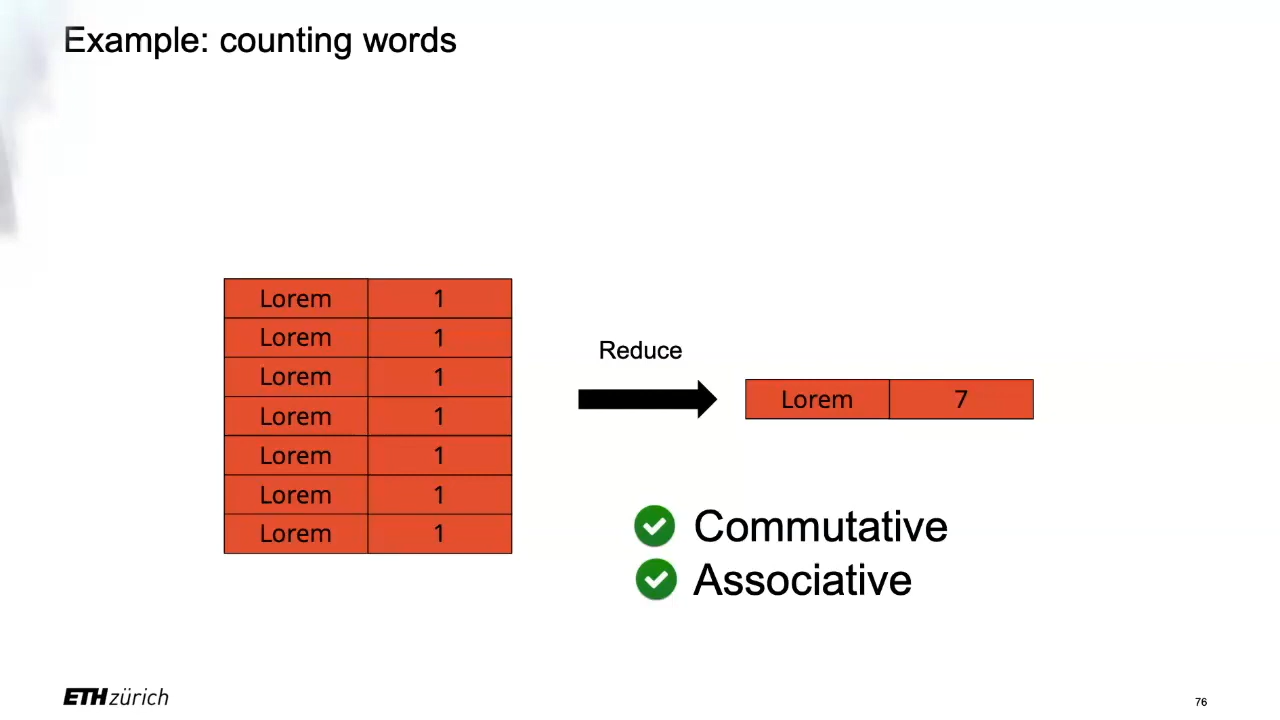 Example: counting words
Lorem 1
Lorem 1
Lorem 1
Lorem 1
Lorem 1
Lorem 1
Lorem 1
Reduce
Lorem 7
Commutative
Associative
ETH zürich
76